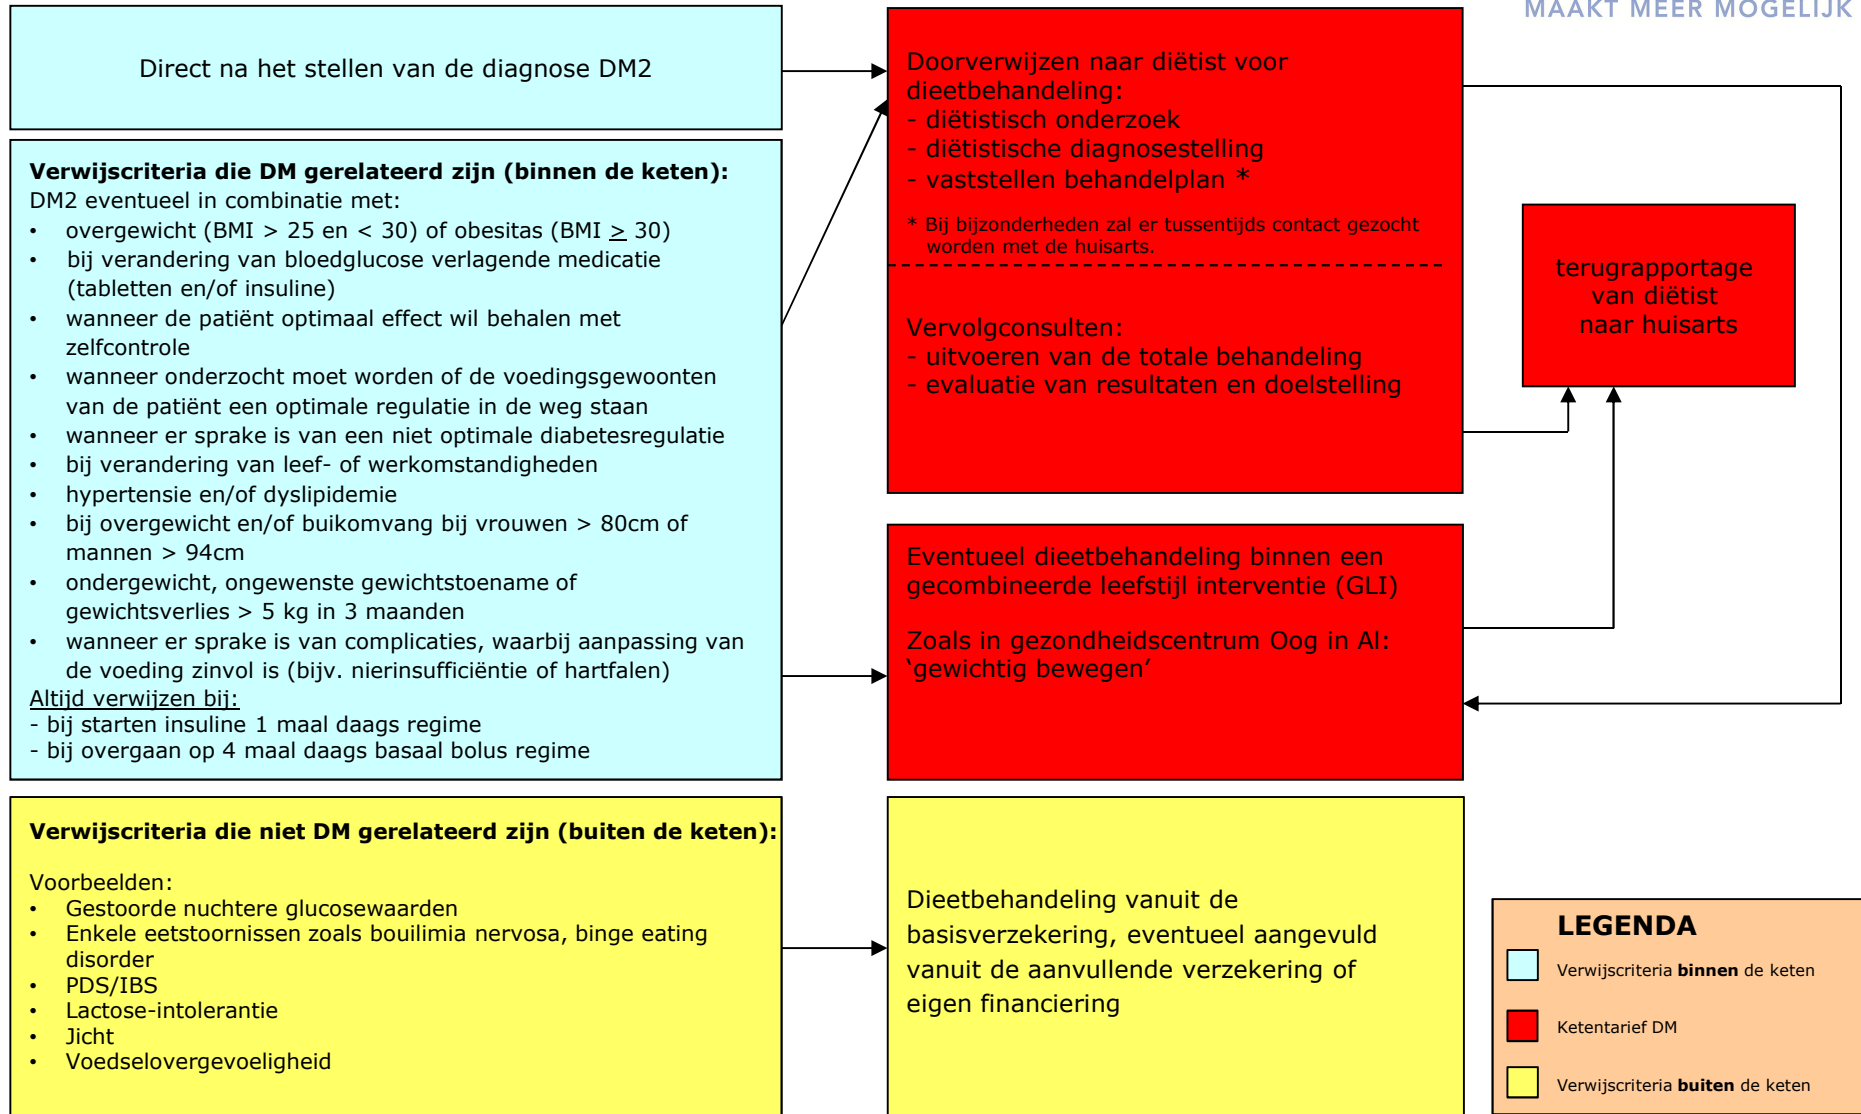 MAAKT MEER MOGELIJK
Direct na het stellen van de diagnose DM2
Verwijscriteria die DM gerelateerd zijn (binnen de keten):
DM2 eventueel in combinatie met:
• overgewicht (BMI > 25 en < 30) of obesitas (BMI ≥ 30)
• bij verandering van bloedglucose verlagende medicatie
(tabletten en/of insuline)
• wanneer de patiënt optimaal effect wil behalen met
zelfcontrole
• wanneer onderzocht moet worden of de voedingsgewoonten
van de patiënt een optimale regulatie in de weg staan
• wanneer er sprake is van een niet optimale diabetesregulatie
• bij verandering van leef- of werkomstandigheden
• hypertensie en/of dyslipidemie
• bij overgewicht en/of buikomvang bij vrouwen > 80cm of
mannen > 94cm
• ondergewicht, ongewenste gewichtstoename of
gewichtsverlies > 5 kg in 3 maanden
• wanneer er sprake is van complicaties, waarbij aanpassing van
de voeding zinvol is (bijv. nierinsufficiëntie of hartfalen)
Altijd verwijzen bij:
- bij starten insuline 1 maal daags regime
- bij overgaan op 4 maal daags basaal bolus regime
Doorverwijzen naar diëtist voor
dieetbehandeling:
- diëtistisch onderzoek
- diëtistische diagnosestelling
- vaststellen behandelplan *
* Bij bijzonderheden zal er tussentijds contact gezocht
worden met de huisarts.
Vervolgconsulten:
- uitvoeren van de totale behandeling
- evaluatie van resultaten en doelstelling
terugrapportage
van diëtist
naar huisarts
Eventueel dieetbehandeling binnen een
gecombineerde leefstijl interventie (GLI)
Zoals in gezondheidscentrum Oog in Al:
‘gewichtig bewegen’
Verwijscriteria die niet DM gerelateerd zijn (buiten de keten):
Voorbeelden:
• Gestoorde nuchtere glucosewaarden
• Enkele eetstoornissen zoals bouilimia nervosa, binge eating
disorder
• PDS/IBS
• Lactose-intolerantie
• Jicht
• Voedselovergevoeligheid
Dieetbehandeling vanuit de
basisverzekering, eventueel aangevuld
vanuit de aanvullende verzekering of
eigen financiering
LEGENDA
Verwijscriteria binnen de keten
Ketentarief DM
Verwijscriteria buiten de keten